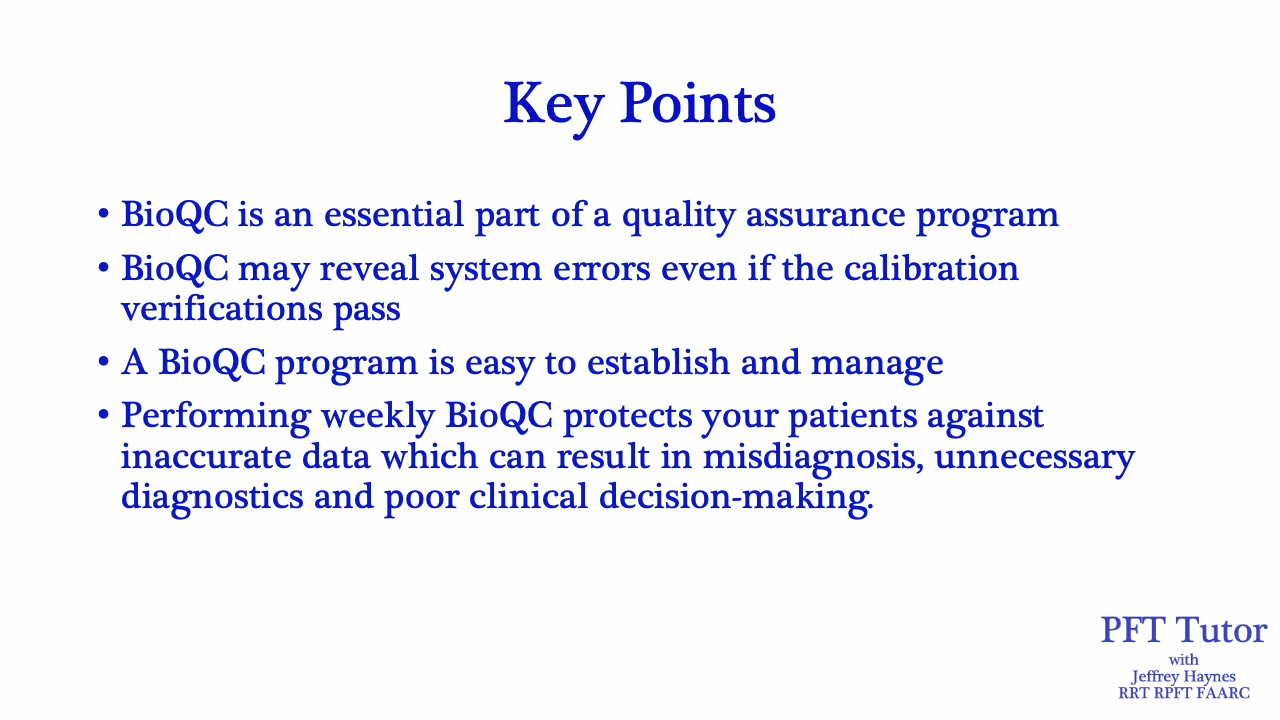 Key Points
• BioQC is an essential part of a quality assurance program
• BioQC may reveal system errors even if the calibration
verifications pass
• A BioQC program is easy to establish and manage
• Performing weekly BioQC protects your patients against
inaccurate data which can result in misdiagnosis, unnecessary
diagnostics and poor clinical decision-making.
PFT Tutor
with
Jeffrey Haynes
RRT RPFT FAARC